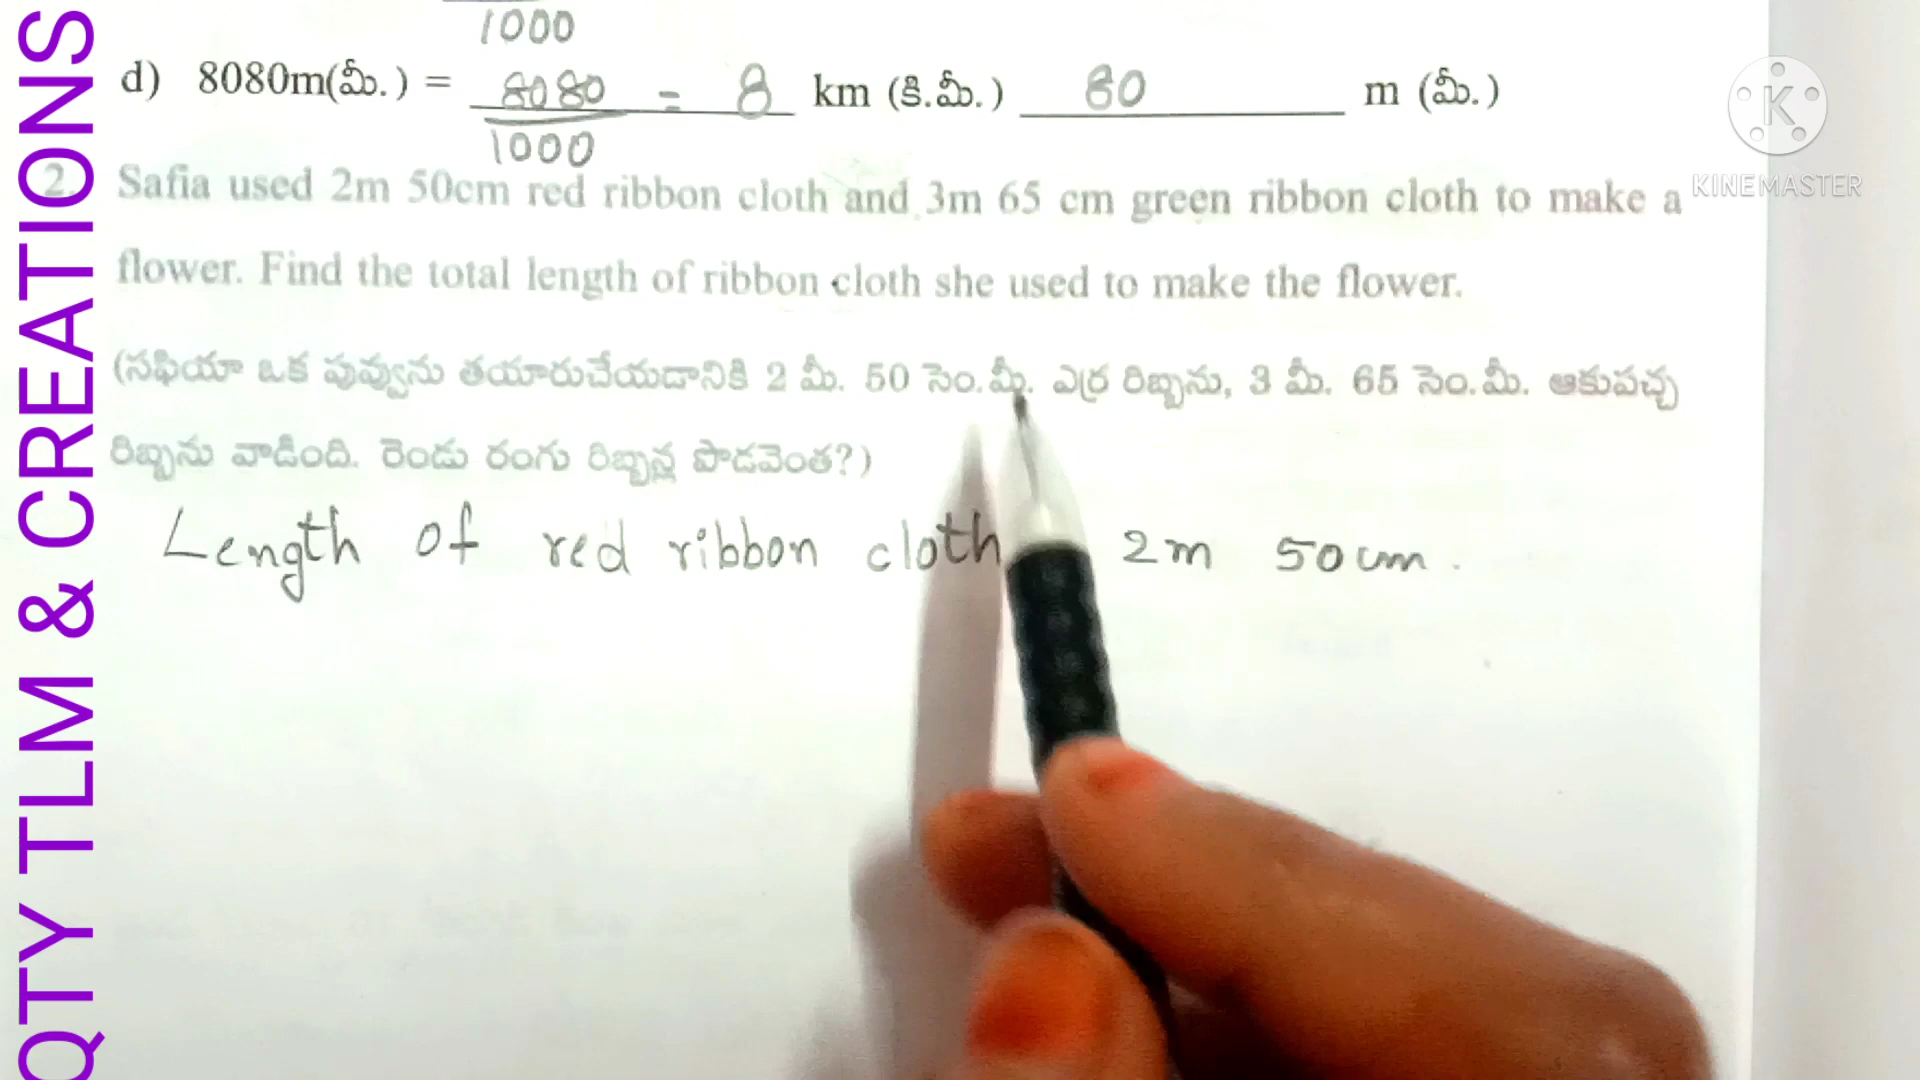 1000
d) 8080m(మీ.) = 8080 = 8 km (కి.మీ.) 80 m (మీ.)
1000
2. Safia used 2m 50cm red ribbon cloth and 3m 65 cm green ribbon cloth to make a
flower. Find the total length of ribbon cloth she used to make the flower.
(సఫియా ఒక పువ్వును తయారుచేయడానికి 2 మీ. 50 సెం.మీ. ఎర్ర రిబ్బను, 3 మీ. 65 సెం.మీ. ఆకుపచ్చ
రిబ్బను వాడింది. రెండు రంగు రిబ్బన్ల పొడవెంత?)
Length of red ribbon cloth 2m 50cm.
QTY TLM & CREATIONS
K
KINEMASTER